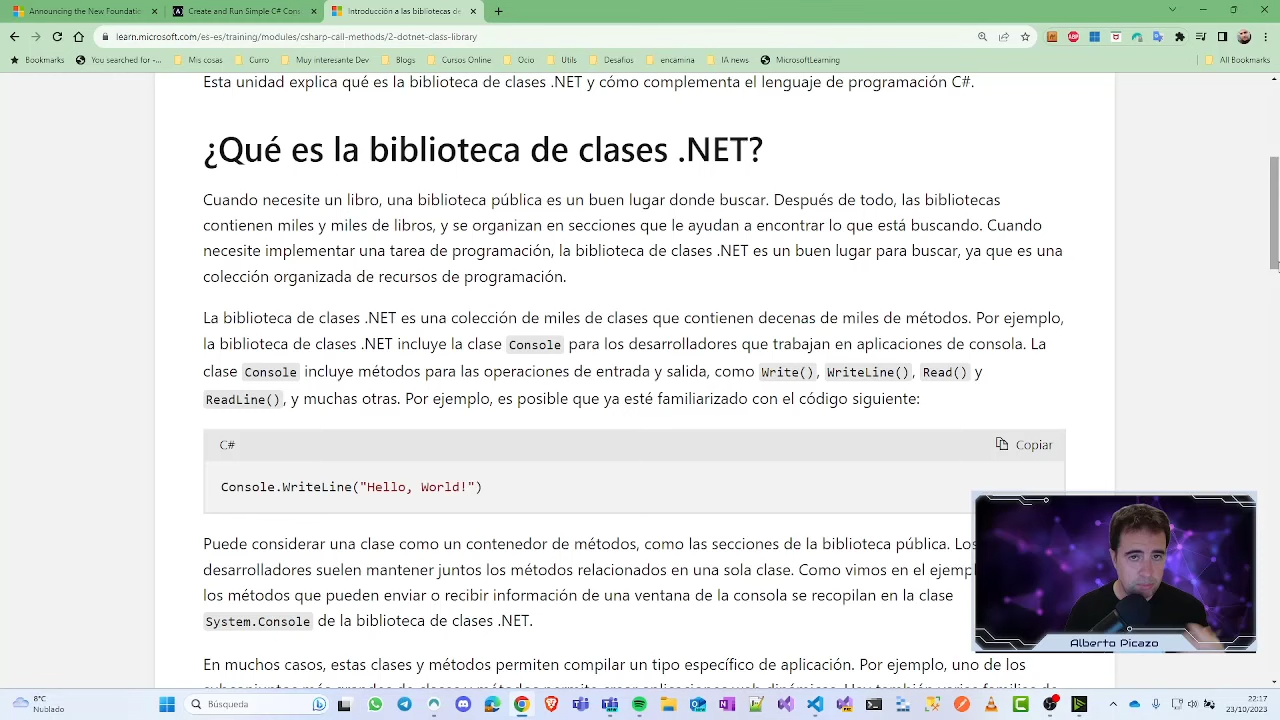 Announcing the New Foundatic
Create and Run Simple C# Cons
Introducción a las bibliotecas de
learn.microsoft.com/es-es/training/modules/csharp-call-methods/2-dotnet-class-library
Bookmarks
You searched for -...
Mis cosas
Curro
Muy interesante Dev
Blogs
Cursos Online
Ocio
Utils
Desafios
encamina
IA news
MicrosoftLearning
All Bookmarks
Esta unidad explica qué es la biblioteca de clases .NET y cómo complementa el lenguaje de programación C#.
¿Qué es la biblioteca de clases .NET?
Cuando necesite un libro, una biblioteca pública es un buen lugar donde buscar. Después de todo, las bibliotecas
contienen miles y miles de libros, y se organizan en secciones que le ayudan a encontrar lo que está buscando. Cuando
necesite implementar una tarea de programación, la biblioteca de clases .NET es un buen lugar para buscar, ya que es una
colección organizada de recursos de programación.
La biblioteca de clases .NET es una colección de miles de clases que contienen decenas de miles de métodos. Por ejemplo,
la biblioteca de clases .NET incluye la clase Console para los desarrolladores que trabajan en aplicaciones de consola. La
clase Console incluye métodos para las operaciones de entrada y salida, como Write(), WriteLine(), Read() y
ReadLine(), y muchas otras. Por ejemplo, es posible que ya esté familiarizado con el código siguiente:
C#
Copiar
Console.WriteLine("Hello, World!")
Puede considerar una clase como un contenedor de métodos, como las secciones de la biblioteca pública. Los
desarrolladores suelen mantener juntos los métodos relacionados en una sola clase. Como vimos en el ejempl
los métodos que pueden enviar o recibir información de una ventana de la consola se recopilan en la clase
System.Console de la biblioteca de clases .NET.
En muchos casos, estas clases y métodos permiten compilar un tipo específico de aplicación. Por ejemplo, uno de los
Alberto Picazo
8°C
Nublado
Búsqueda
22:17
23/10/2023